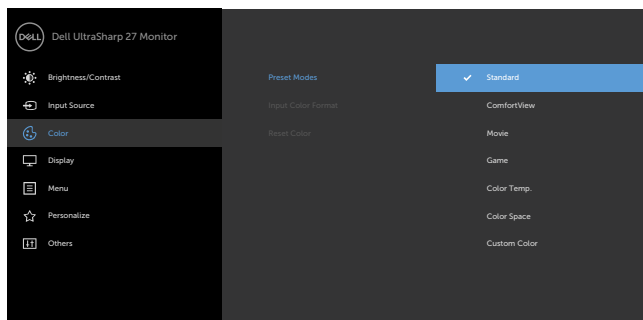 DELL Dell UltraSharp 27 Monitor
Brightness/Contrast
Input Source
Color
Display
Menu
Personalize
Others
Preset Modes
Input Color Format
Reset Color
Standard
ComfortView
Movie
Game
Color Temp.
Color Space
Custom Color